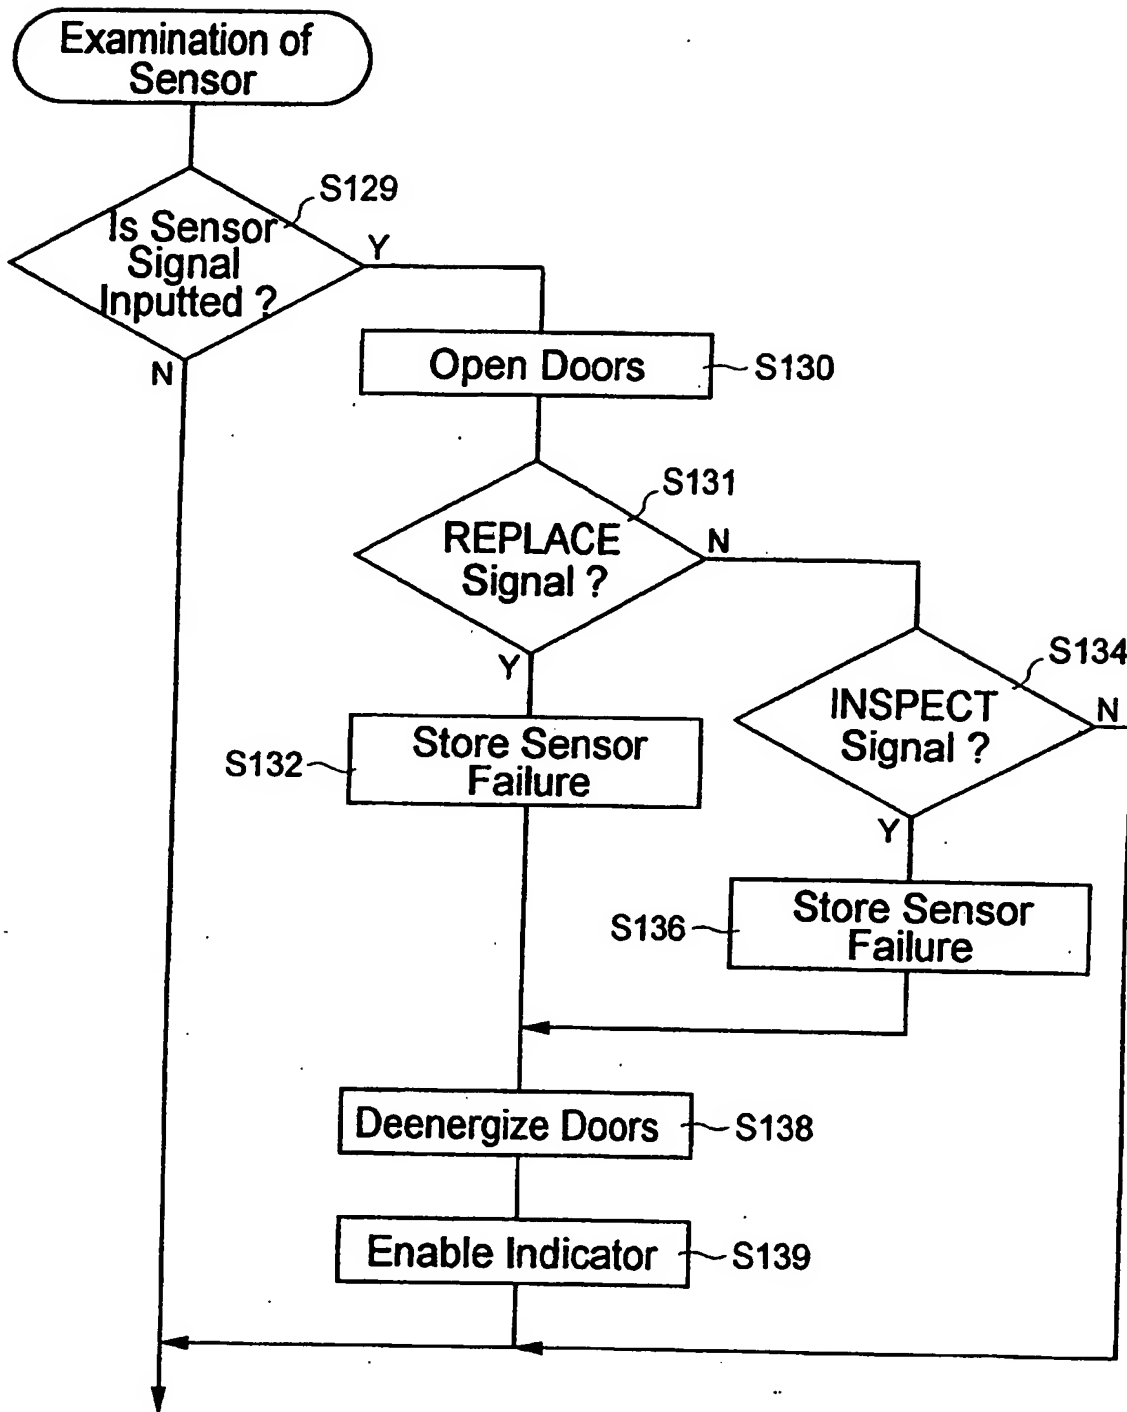 Examination of
Sensor
S129
Is Sensor
Signal
Inputted ?
Y
N
Open Doors
S130
S131
REPLACE
Signal ?
N
Y
S134
INSPECT
Signal ?
N
Y
S132
Store Sensor
Failure
S136
Store Sensor
Failure
Deenergize Doors
S138
Enable Indicator
S139